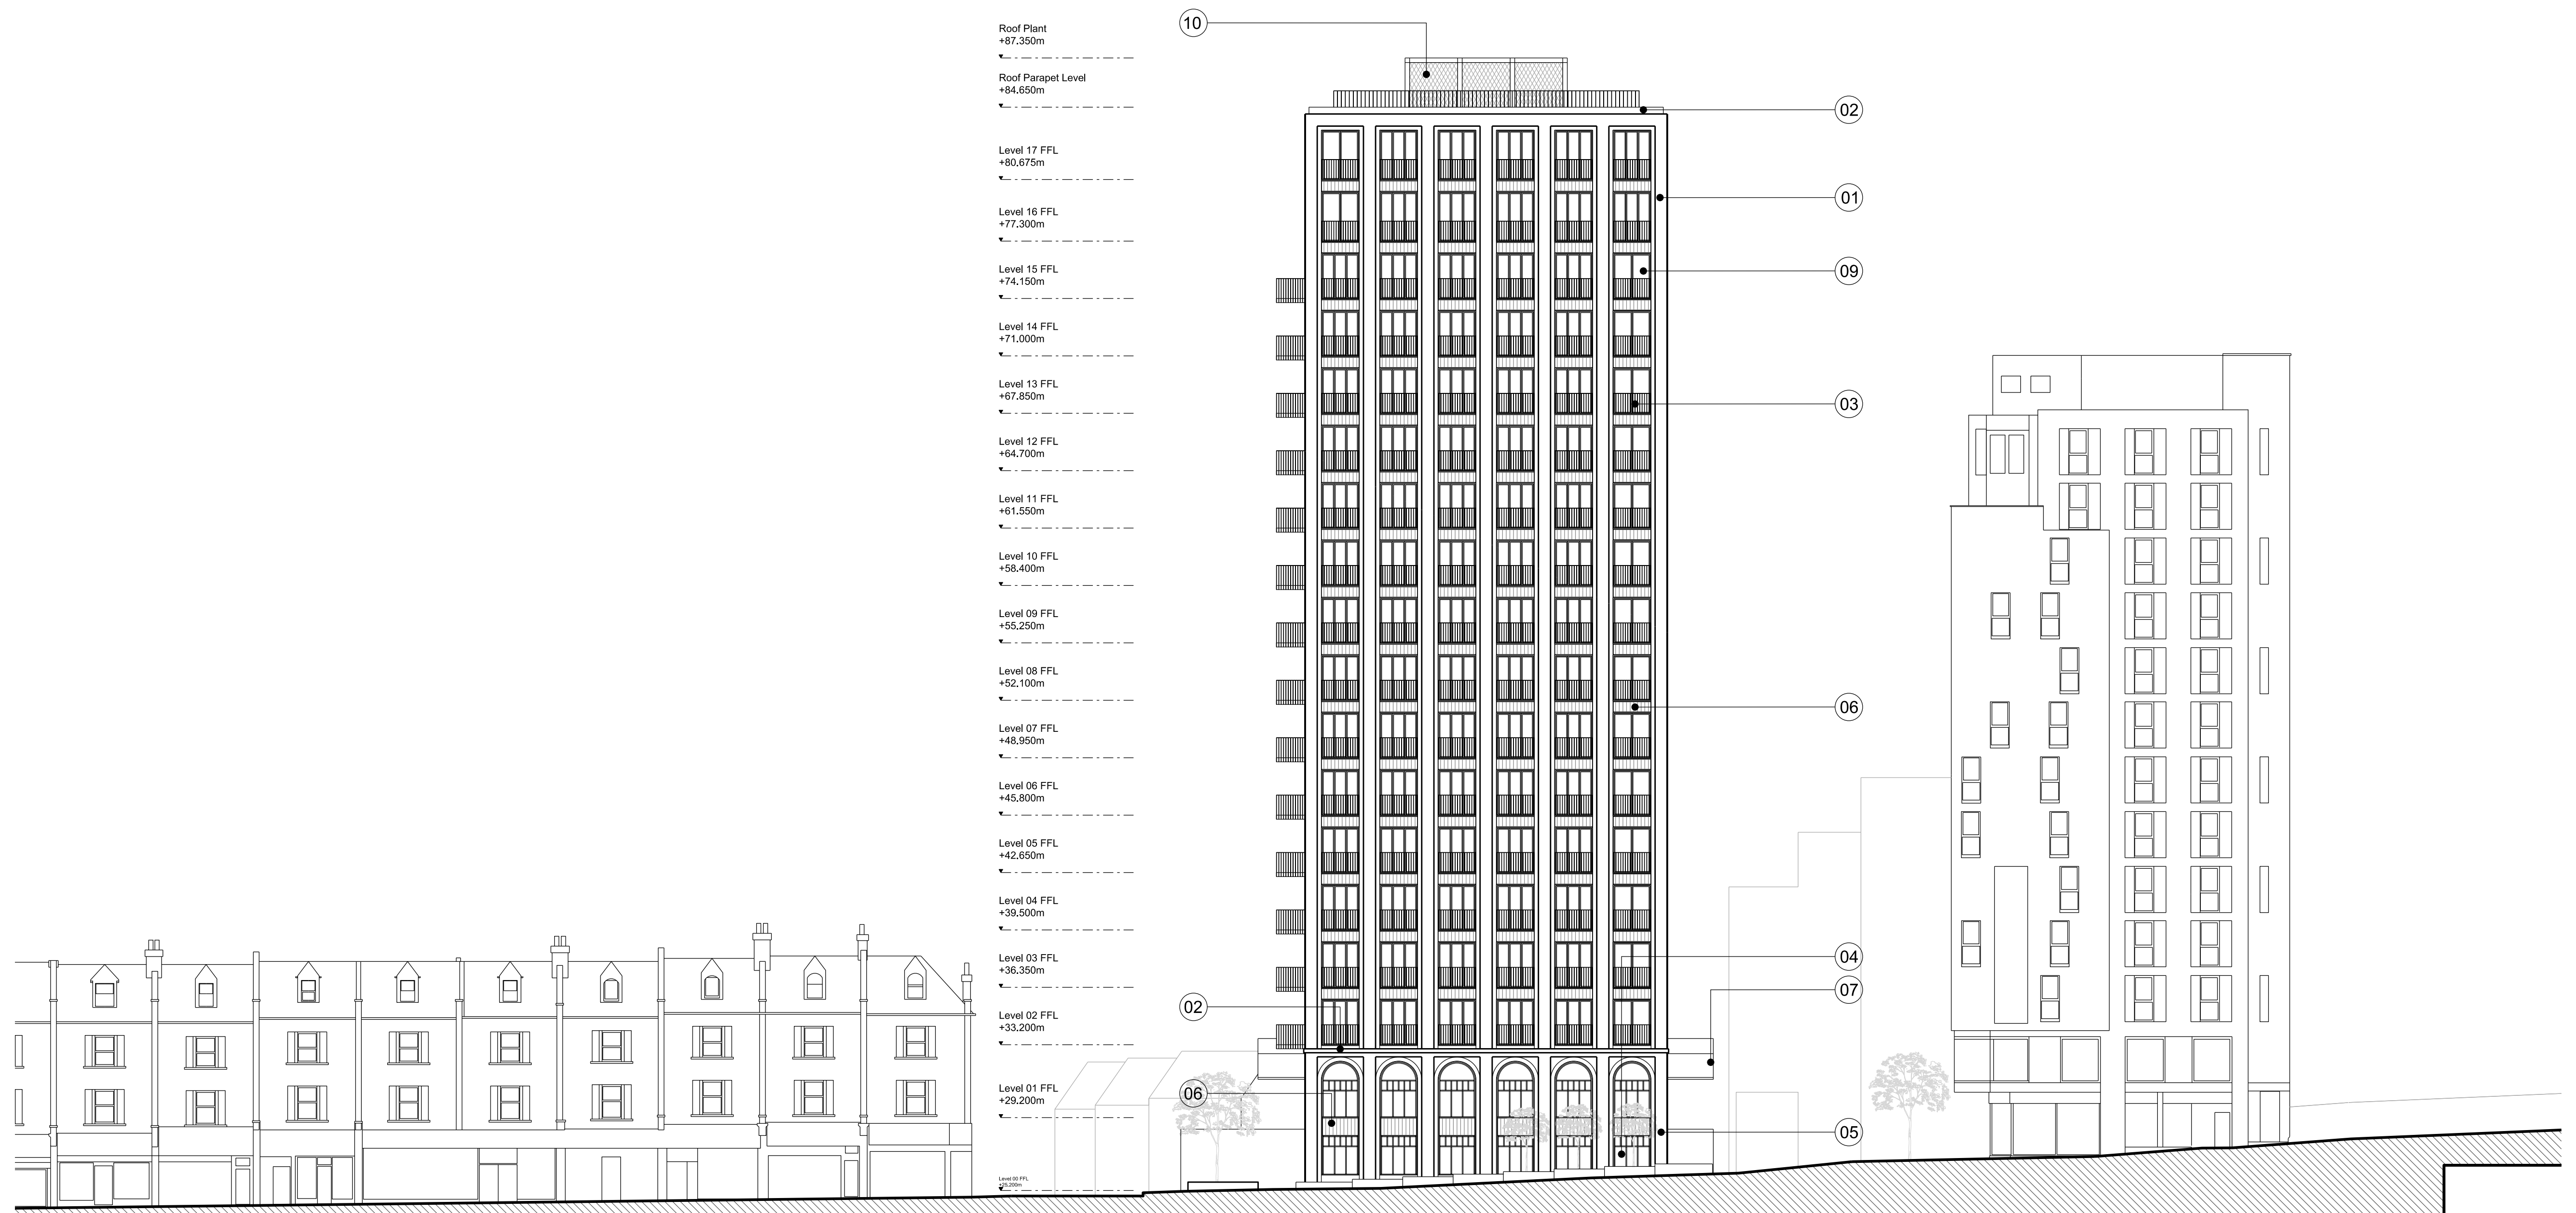 10
Roof Plant
+87.350m
Roof Parapet Level
+84.650m
02
Level 17 FFL
+80.675m
01
Level 16 FFL
+77.300m
Level 15 FFL
+74.150m
09
Level 14 FFL
+71.000m
Level 13 FFL
+67.850m
03
Level 12 FFL
+64.700m
Level 11 FFL
+61.550m
Level 10 FFL
+58.400m
Level 09 FFL
+55.250m
Level 08 FFL
+52.100m
06
Level 07 FFL
+48.950m
Level 06 FFL
+45.800m
Level 05 FFL
+42.650m
Level 04 FFL
+39.500m
04
Level 03 FFL
+36.350m
07
02
Level 02 FFL
+33.200m
Level 01 FFL
+29.200m
06
05
Level 00 FFL
+25.200m